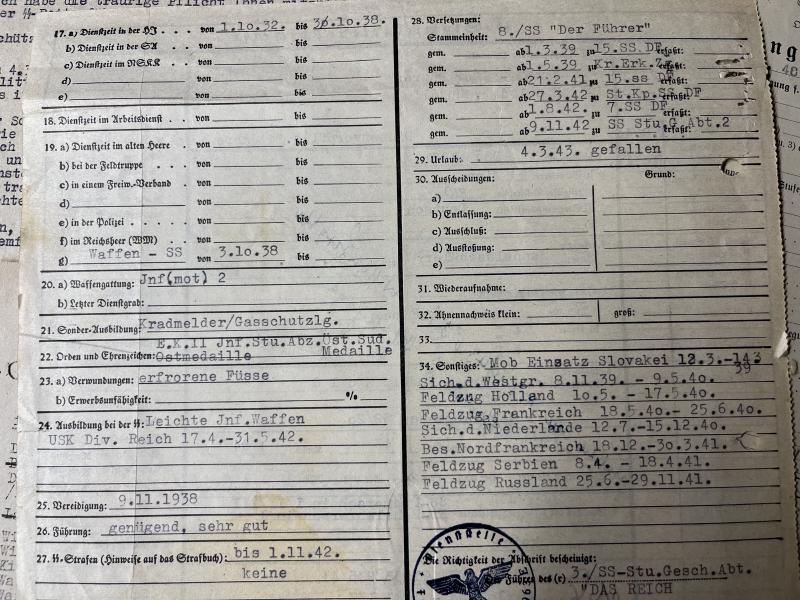 17. a) Dienstzeit in der HJ . . . von 1.10.32. bis 30.10.38.
b) Dienstzeit in der SA . . . von bis
c) Dienstzeit im NSKK . . . von bis
d) von bis
e) von bis
18. Dienstzeit im Arbeitsdienst . von bis
19. a) Dienstzeit im alten Heere . von bis
b) bei der Feldtruppe . . . von bis
c) in einem Freiw.-Verband . von bis
d) von bis
e) in der Polizei . . . . von bis
f) im Reichsheer (WM) . . von bis
g) Waffen - SS von 3.10.38 bis
20. a) Waffengattung: Jnf(mot) 2
b) Letzter Dienstgrad:
21. Sonder-Ausbildung: Kradmelder/Gasschutzlg.
E.K.II Jnf.Stu.Abz.Öst.Sud.
22. Orden und Ehrenzeichen: Ostmedaille Medaille
23. a) Verwundungen: erfrorene Füsse
b) Erwerbsunfähigkeit: %
24. Ausbildung bei der SS: Leichte Jnf.Waffen
USK Div. Reich 17.4.-31.5.42.
25. Vereidigung: 9.11.1938
26. Führung: genügend, sehr gut
27. SS-Strafen (Hinweise auf das Strafbuch): bis 1.11.42.
keine
28. Versetzungen:
Stammeinheit: 8./SS "Der Führer"
gem. ab 1.3.39 zu 15.SS DF erfaßt:
gem. ab 1.5.39 zu Kr.Erk.Zg. erfaßt:
gem. ab 21.2.41 zu 15.ss DF erfaßt:
gem. ab 27.3.42 zu St.Kp.SS DF erfaßt:
gem. 1.8.42. zu 7.SS DF erfaßt:
gem. ab 9.11.42 zu SS Stu.G.Abt.2 erfaßt:
29. Urlaub: 4.3.43. gefallen
30. Ausscheidungen: Grund:
a)
b) Entlassung:
c) Ausschluß:
d) Ausstoßung:
e)
31. Wiederaufnahme:
32. Ahnennachweis klein: groß:
33.
34. Sonstiges: Mob Einsatz Slovakei 12.3.-14.3
39
Sich.d.Westgr. 8.11.39. - 9.5.40.
Feldzug Holland 10.5. - 17.5.40.
Feldzug Frankreich 18.5.40.- 25.6.40.
Sich.d.Niederlande 12.7.-15.12.40.
Bes.Nordfrankreich 18.12.-30.3.41.
Feldzug Serbien 8.4. - 18.4.41.
Feldzug Russland 25.6.-29.11.41.
Dienststelle
Die Richtigkeit der Abschrift bescheinigt:
Der Führer des (r) 3./SS-Stu.Gesch.Abt.
"DAS REICH